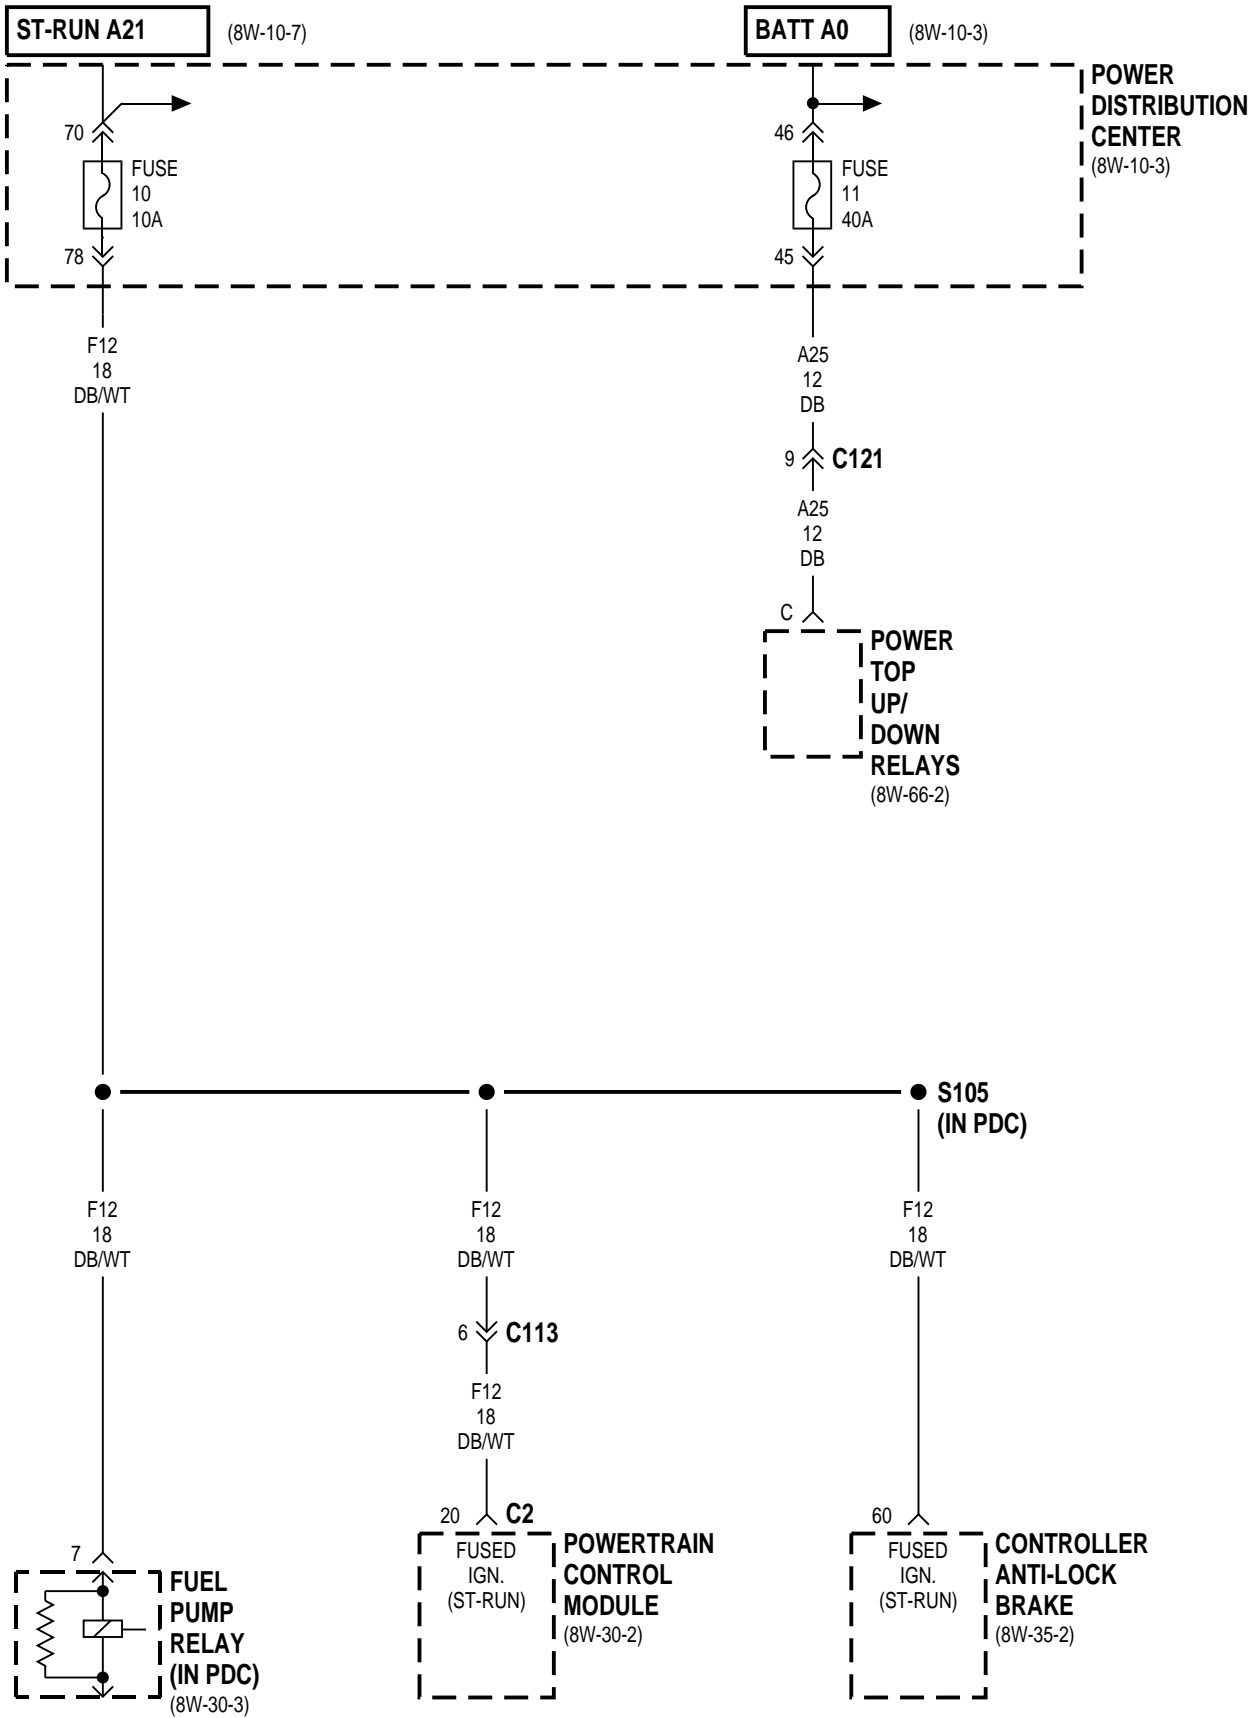 ST-RUN A21
(8W-10-7)
BATT A0
(8W-10-3)
POWER
DISTRIBUTION
CENTER
(8W-10-3)
70
FUSE
10
10A
78
46
FUSE
11
40A
45
F12
18
DB/WT
A25
12
DB
9
C121
A25
12
DB
C
POWER
TOP
UP/
DOWN
RELAYS
(8W-66-2)
S105
(IN PDC)
F12
18
DB/WT
F12
18
DB/WT
F12
18
DB/WT
6
C113
F12
18
DB/WT
7
FUEL
PUMP
RELAY
(IN PDC)
(8W-30-3)
20
C2
FUSED
IGN.
(ST-RUN)
POWERTRAIN
CONTROL
MODULE
(8W-30-2)
60
FUSED
IGN.
(ST-RUN)
CONTROLLER
ANTI-LOCK
BRAKE
(8W-35-2)